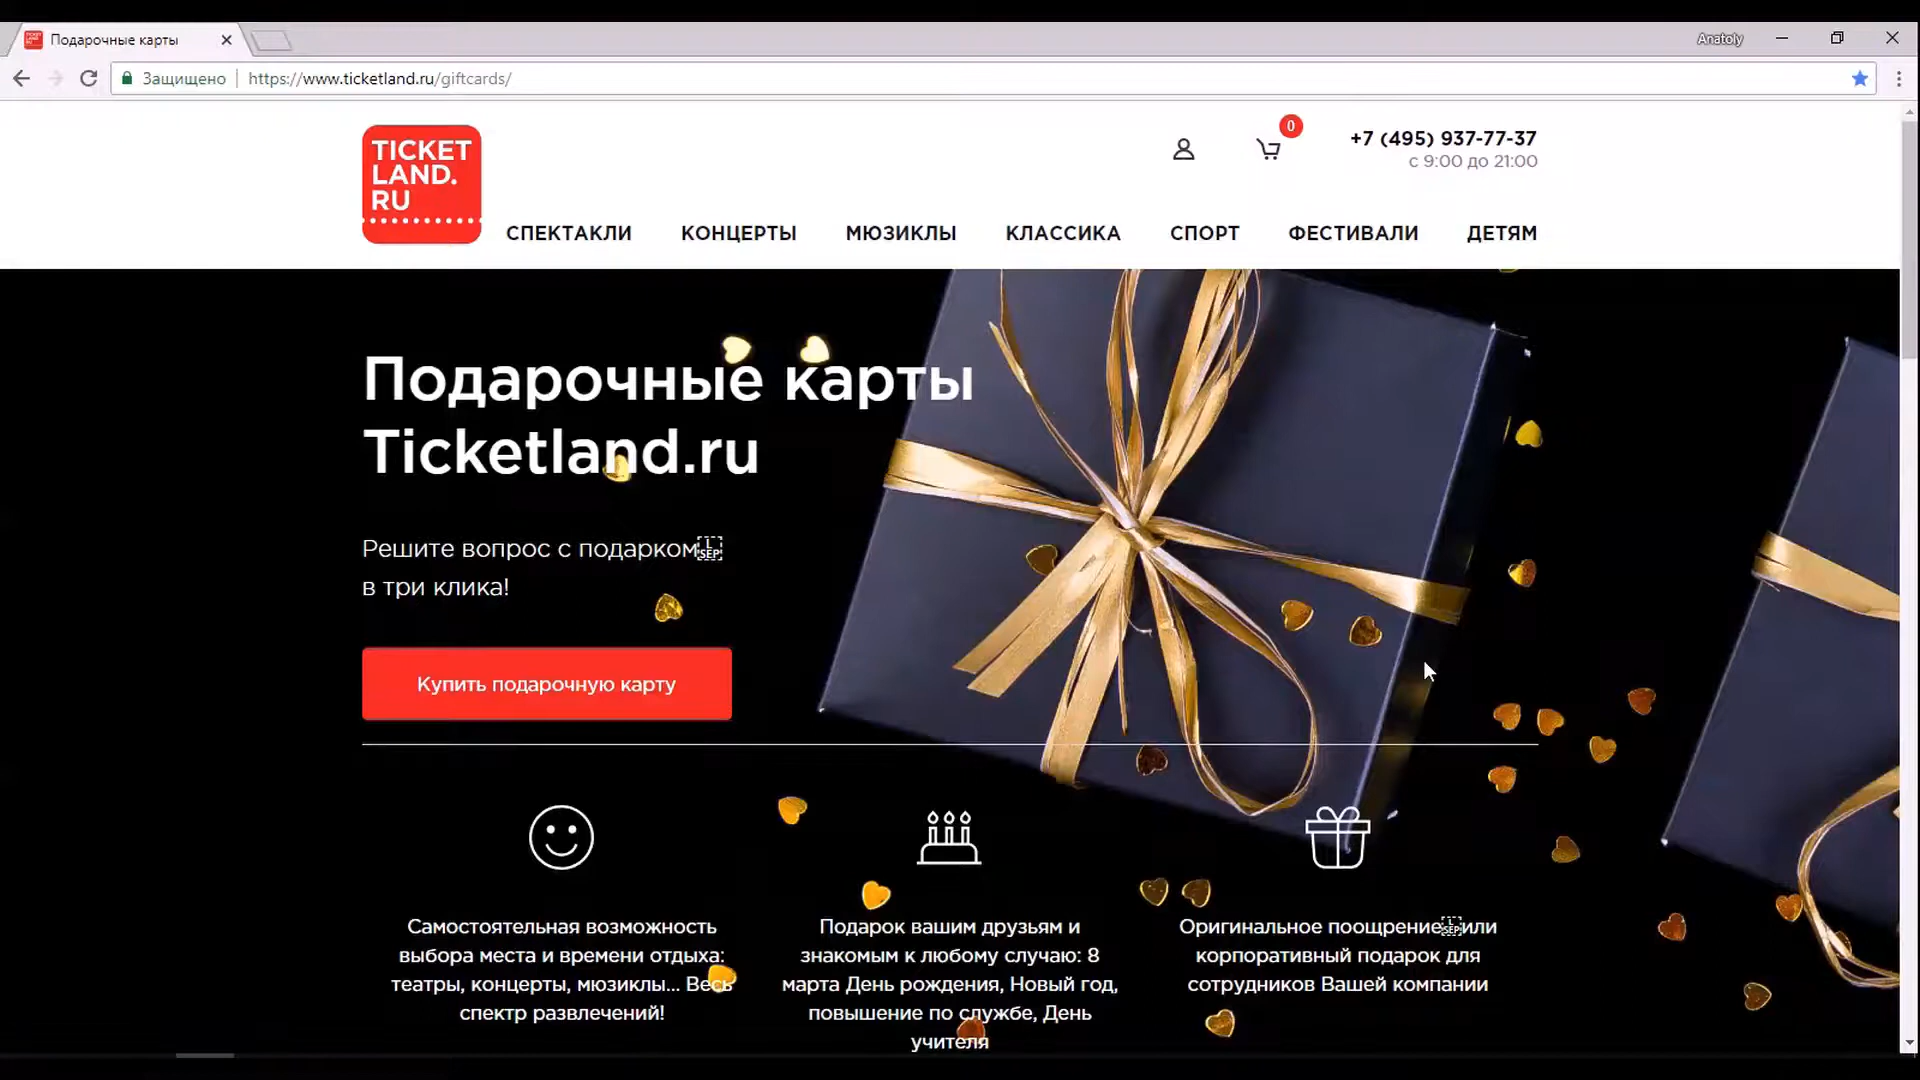 Подарочные карты
Anatoly
Защищено
https://www.ticketland.ru/giftcards/
TICKET
LAND.
RU
0
+7 (495) 937-77-37
с 9:00 до 21:00
СПЕКТАКЛИ КОНЦЕРТЫ МЮЗИКЛЫ КЛАССИКА СПОРТ ФЕСТИВАЛИ ДЕТЯМ
Подарочные карты
Ticketland.ru
Решите вопрос с подарком
в три клика!
Купить подарочную карту
Самостоятельная возможность
выбора места и времени отдыха:
театры, концерты, мюзиклы... Весь
спектр развлечений!
Подарок вашим друзьям и
знакомым к любому случаю: 8
марта День рождения, Новый год,
повышение по службе, День
учителя
Оригинальное поощрение или
корпоративный подарок для
сотрудников Вашей компании